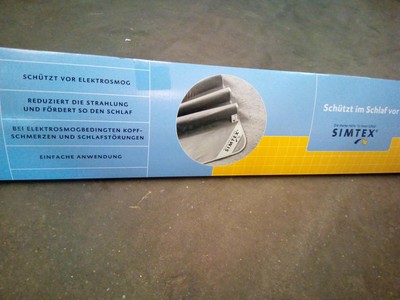 SCHÜTZT VOR ELEKTROSMOG
REDUZIERT DIE STRAHLUNG
UND FÖRDERT SO DEN SCHLAF
BEI ELEKTROSMOGBEDINGTEN KOPF-
SCHMERZEN UND SCHLAFSTÖRUNGEN
EINFACHE ANWENDUNG
SIMTEX
Schützt im Schlaf vor
SIMTEX®